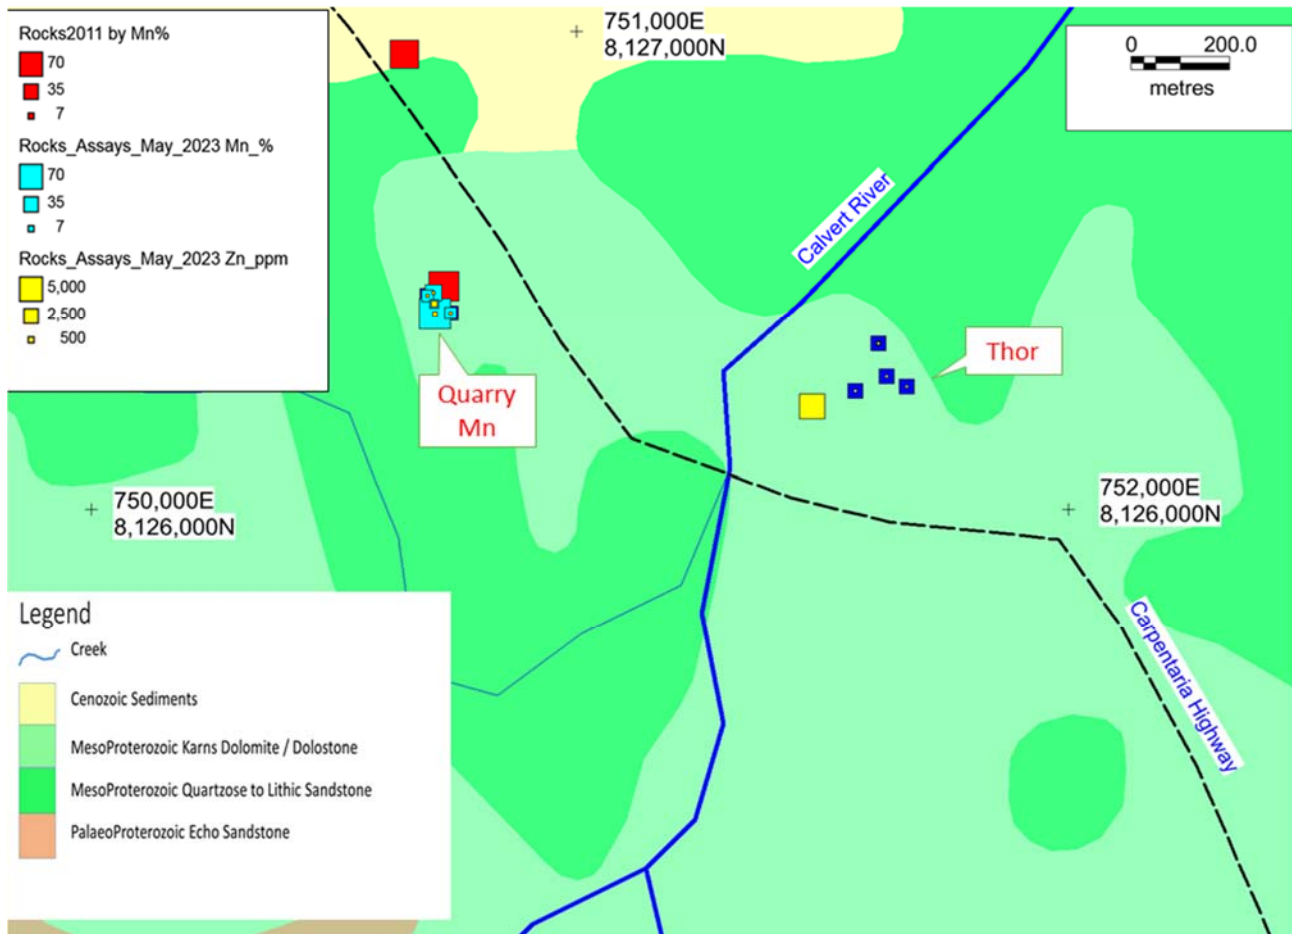 Rocks2011 by Mn%
70
35
7
Rocks_Assays_May_2023 Mn_%
70
35
7
Rocks_Assays_May_2023 Zn_ppm
5,000
2,500
500
751,000E
8,127,000N
0 200.0
metres
Calvert River
Thor
Quarry
Mn
750,000E
8,126,000N
752,000E
8,126,000N
Carpentaria Highway
Legend
Creek
Cenozoic Sediments
MesoProterozoic Karns Dolomite / Dolostone
MesoProterozoic Quartzose to Lithic Sandstone
PalaeoProterozoic Echo Sandstone